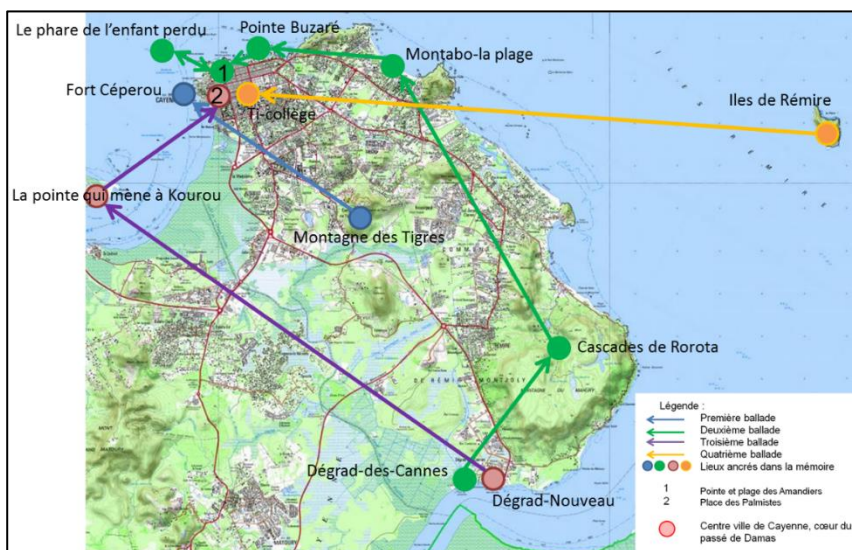 Le phare de l’enfant perdu
Pointe Buzaré
Montabo-la plage
1
Fort Céperou
2
Ti-collège
Iles de Rémire
La pointe qui mène à Kourou
Montagne des Tigres
Cascades de Rorota
Dégrad-des-Cannes
Dégrad-Nouveau
Légende :
Première ballade
Deuxième ballade
Troisième ballade
Quatrième ballade
Lieux ancrés dans la mémoire
1 Pointe et plage des Amandiers
2 Place des Palmistes
Centre ville de Cayenne, cœur du
passé de Damas